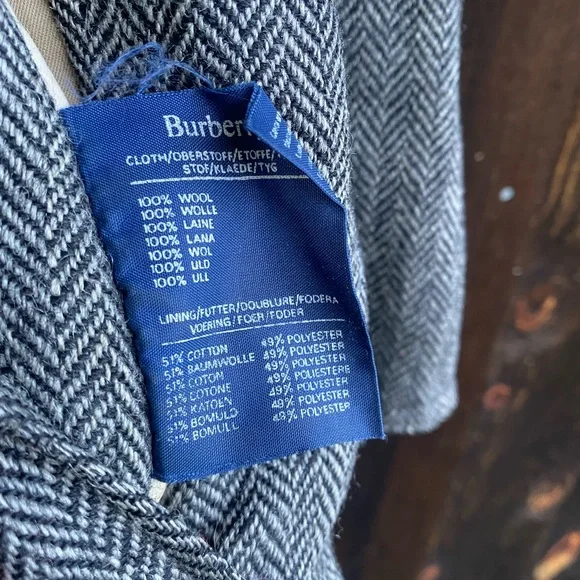 CLOTH/OBERSTOFF/ETOFFE/
STOF/KLAEDE/TYG
100% WOOL
100% WOLLE
100% LAINE
100% LANA
100% WOL
100% ULD
100% ULL
LINING/FUTTER/DOUBLURE/FODERA
VOERING/FOER/FODER
51% COTTON 49% POLYESTER
51% BAUMWOLLE 49% POLYESTER
51% COTON 49% POLYESTER
51% COTONE 49% POLIESTERE
51% KATOEN 49% POLYESTER
51% BOMULD 49% POLYESTER
51% BOMULL 49% POLYESTER